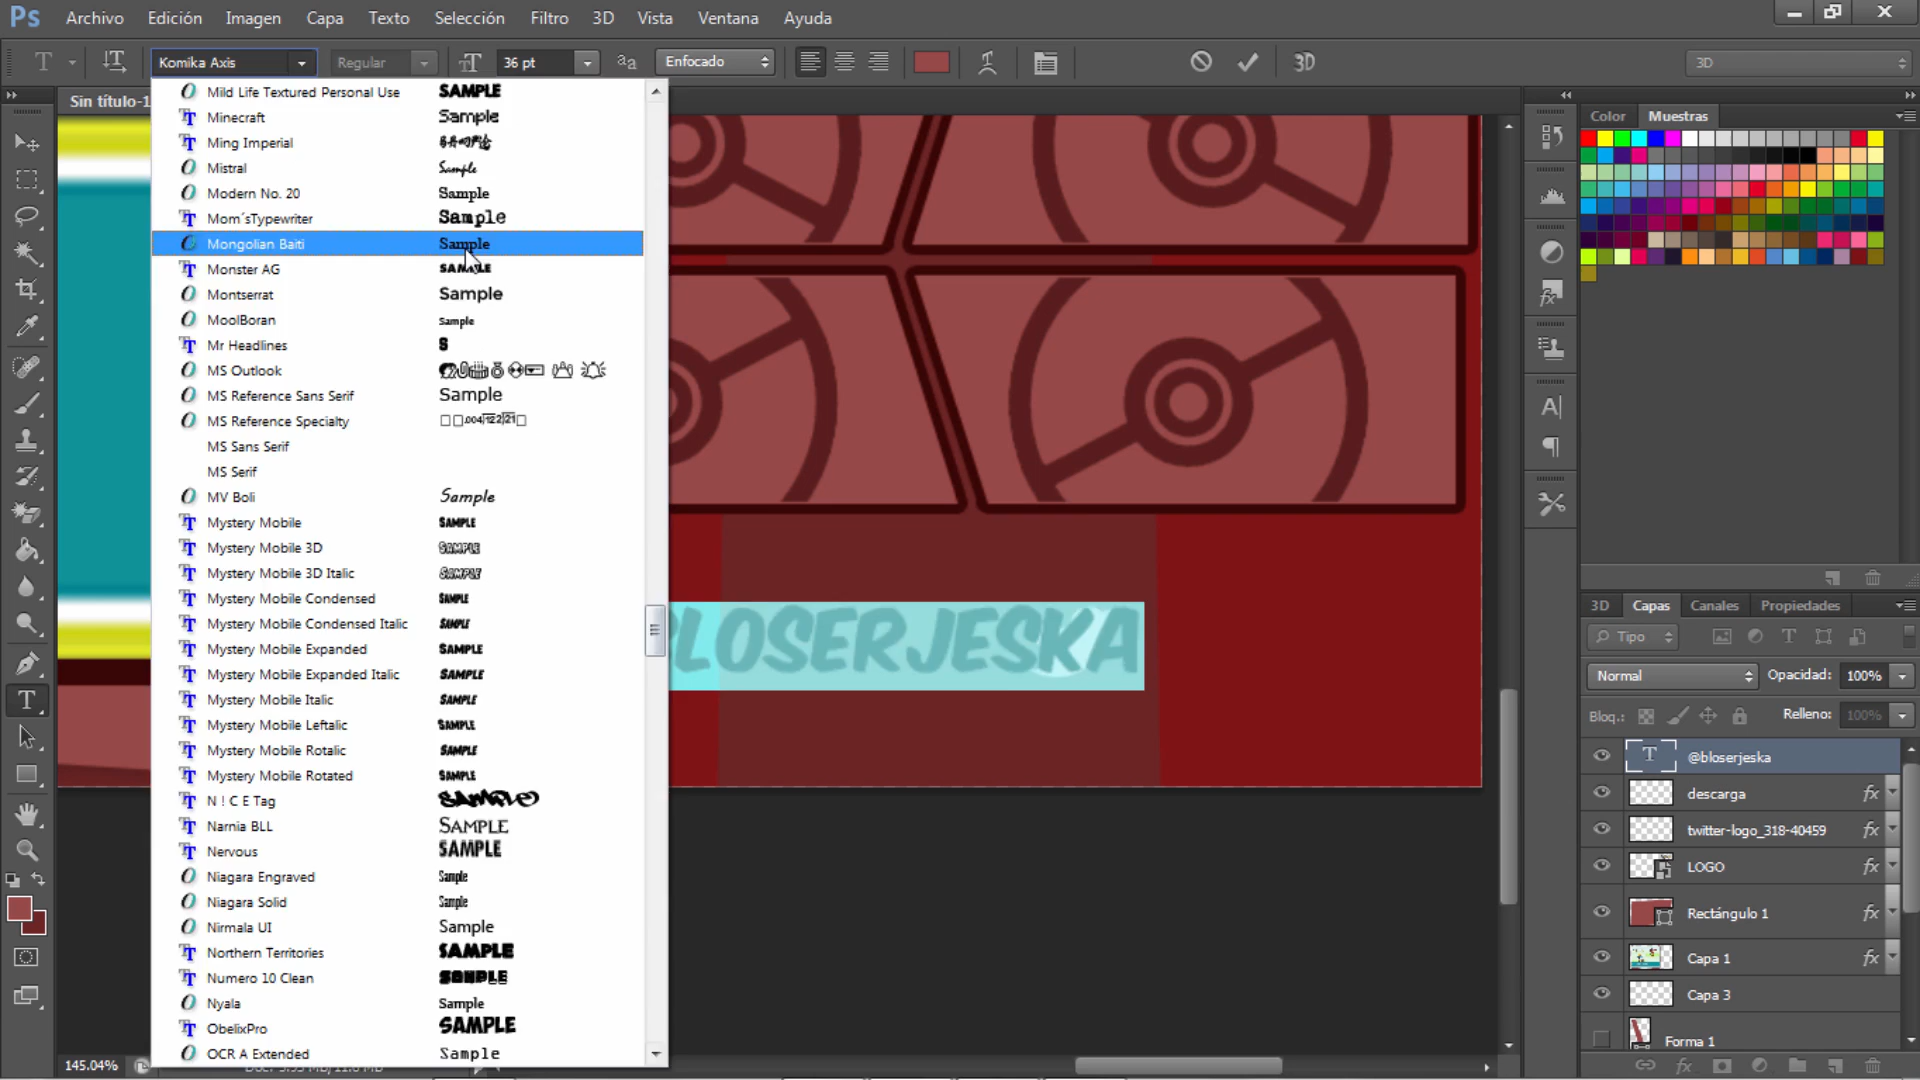 Ps Archivo Edición Imagen Capa Texto Selección Filtro 3D Vista Ventana Ayuda
T Komika Axis Regular 36 pt aa Enfocado 3D 3D
Sin título-1
Mild Life Textured Personal Use SAMPLE
Minecraft Sample
Ming Imperial
Mistral Sample
Modern No. 20 Sample
Mom´sTypewriter Sample
Mongolian Baiti Sample
Monster AG SAMPLE
Montserrat Sample
MoolBoran Sample
Mr Headlines S
MS Outlook
MS Reference Sans Serif Sample
MS Reference Specialty
MS Sans Serif
MS Serif
MV Boli Sample
Mystery Mobile SAMPLE
Mystery Mobile 3D SAMPLE
Mystery Mobile 3D Italic SAMPLE
Mystery Mobile Condensed SAMPLE
Mystery Mobile Condensed Italic SAMPLE
Mystery Mobile Expanded SAMPLE
Mystery Mobile Expanded Italic SAMPLE
Mystery Mobile Italic SAMPLE
Mystery Mobile Leftalic SAMPLE
Mystery Mobile Rotalic SAMPLE
Mystery Mobile Rotated SAMPLE
N ! C E Tag SAMPLE
Narnia BLL SAMPLE
Nervous SAMPLE
Niagara Engraved Sample
Niagara Solid Sample
Nirmala UI Sample
Northern Territories SAMPLE
Numero 10 Clean SAMPLE
Nyala Sample
ObelixPro SAMPLE
OCR A Extended Sample
BLOSERJESKA
145.04%
Color Muestras
3D Capas Canales Propiedades
Tipo
Normal Opacidad: 100%
Bloq.: Relleno: 100%
@bloserjeska
descarga fx
twitter-logo_318-40459 fx
LOGO fx
Rectángulo 1 fx
Capa 1 fx
Capa 3
Forma 1